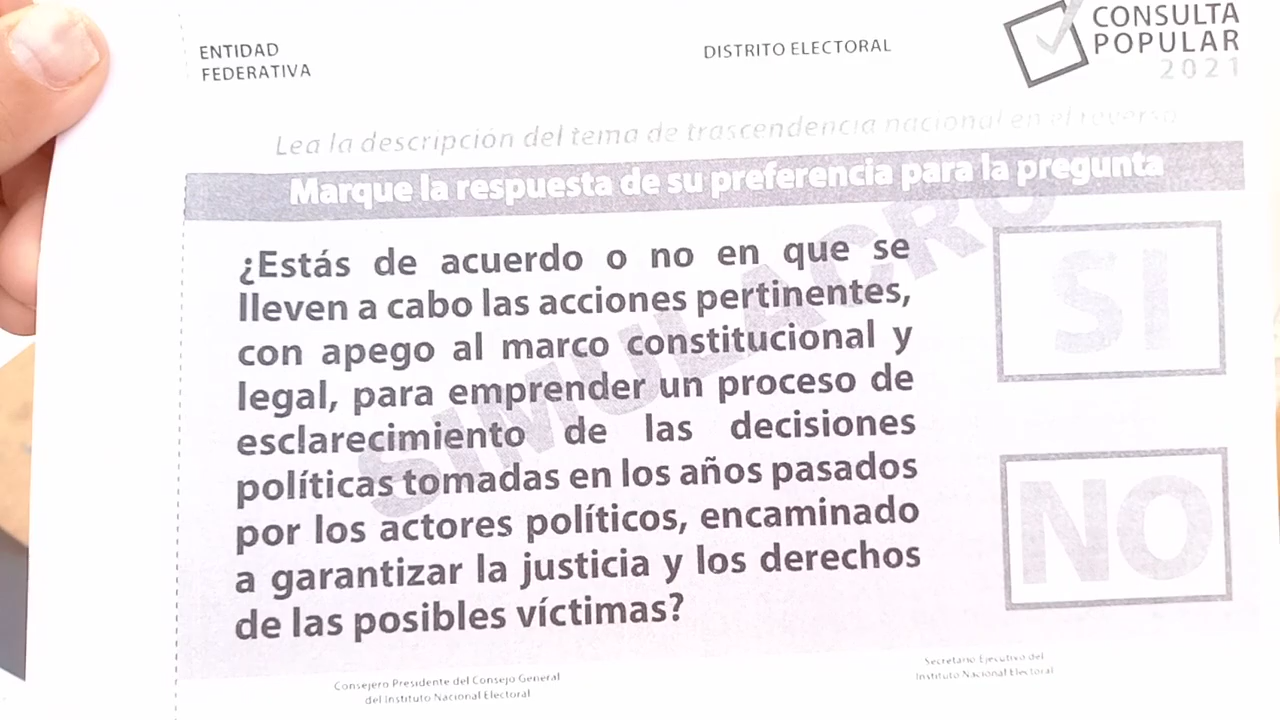 ENTIDAD
FEDERATIVA
DISTRITO ELECTORAL
CONSULTA
POPULAR
2021
Lea la descripción del tema de trascendencia nacional en el reverso
Marque la respuesta de su preferencia para la pregunta
¿Estás de acuerdo o no en que se
lleven a cabo las acciones pertinentes,
con apego al marco constitucional y
legal, para emprender un proceso de
esclarecimiento de las decisiones
políticas tomadas en los años pasados
por los actores políticos, encaminado
a garantizar la justicia y los derechos
de las posibles víctimas?
SIMULACRO
SI
NO
Consejero Presidente del Consejo General
del Instituto Nacional Electoral
Secretario Ejecutivo del
Instituto Nacional Electoral